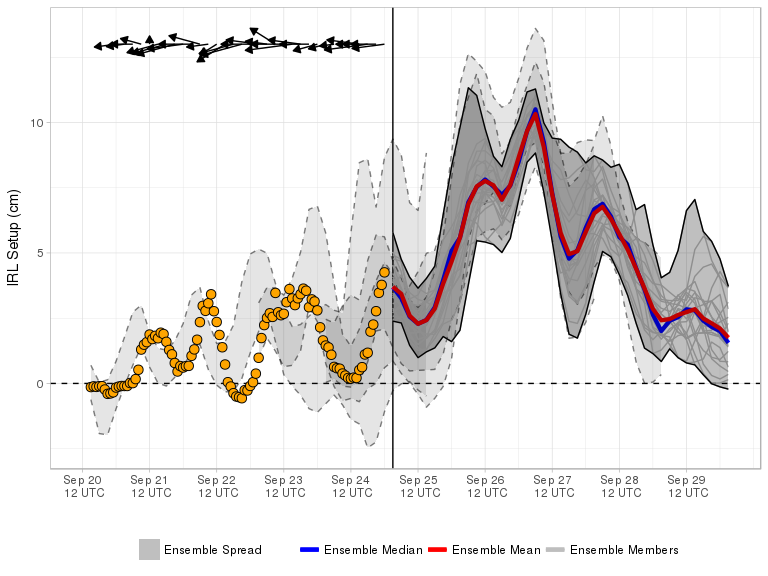 IRL Setup (cm)
10
5
0
Sep 20 Sep 21 Sep 22 Sep 23 Sep 24 Sep 25 Sep 26 Sep 27 Sep 28 Sep 29
12 UTC 12 UTC 12 UTC 12 UTC 12 UTC 12 UTC 12 UTC 12 UTC 12 UTC 12 UTC
Ensemble Spread Ensemble Median Ensemble Mean Ensemble Members